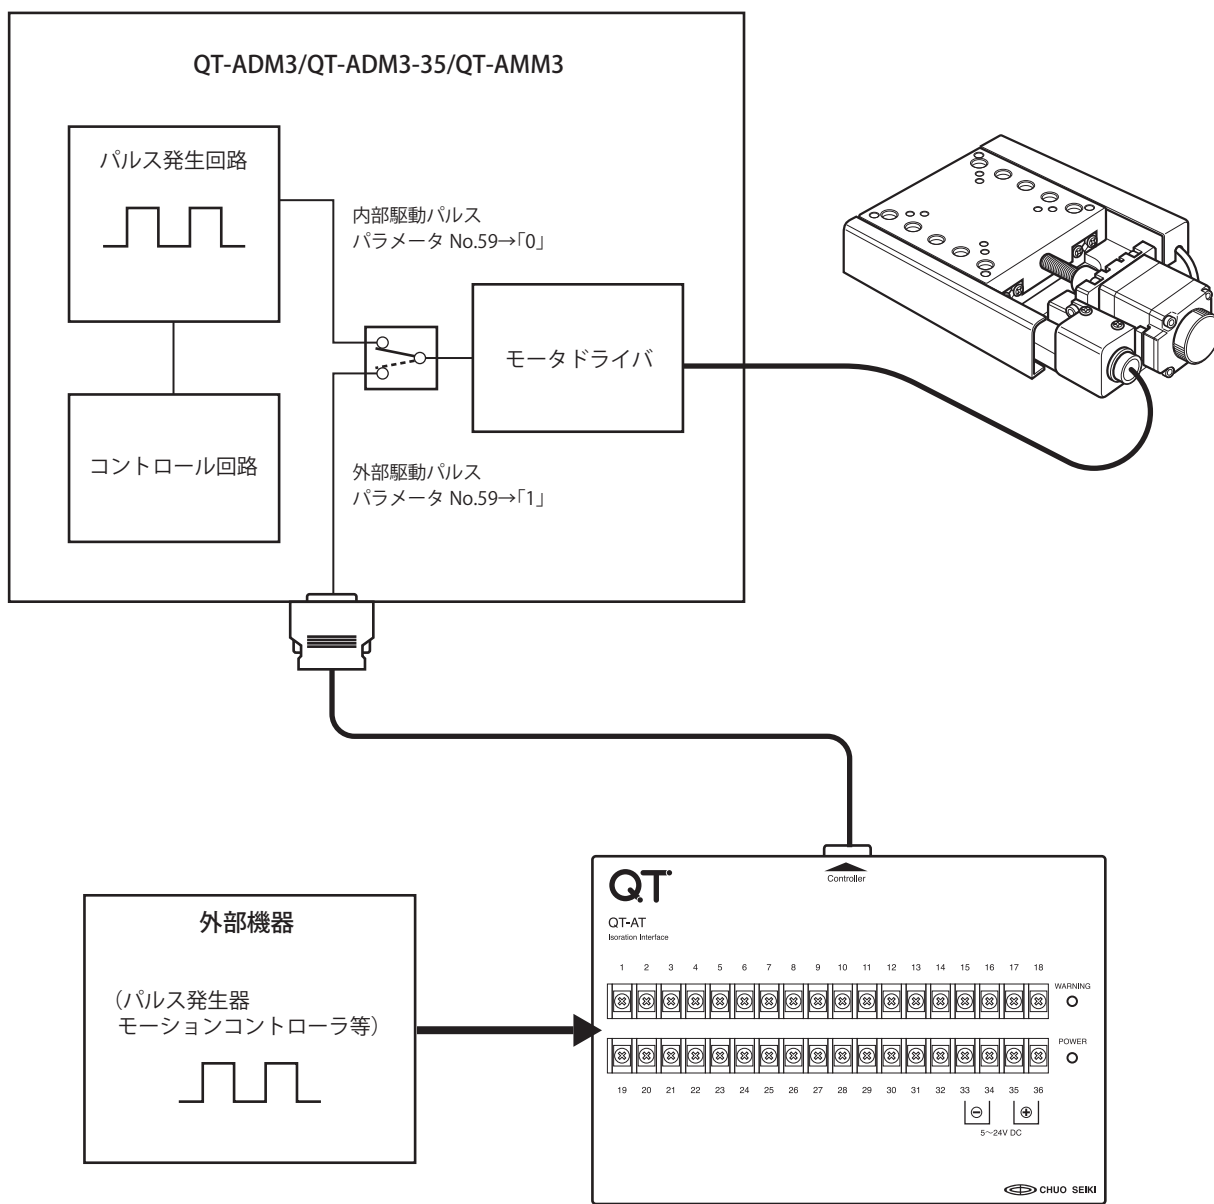 QT-ADM3/QT-ADM3-35/QT-AMM3
パルス発生回路
内部駆動パルス
パラメータ No.59→「0」
モータドライバ
コントロール回路
外部駆動パルス
パラメータ No.59→「1」
Controller
QT
QT-AT
Isoration Interface
外部機器
（パルス発生器
モーションコントローラ等）
1 2 3 4 5 6 7 8 9 10 11 12 13 14 15 16 17 18
WARNING
POWER
19 20 21 22 23 24 25 26 27 28 29 30 31 32 33 34 35 36
⊖ ⊕
5～24V DC
CHUO SEIKI